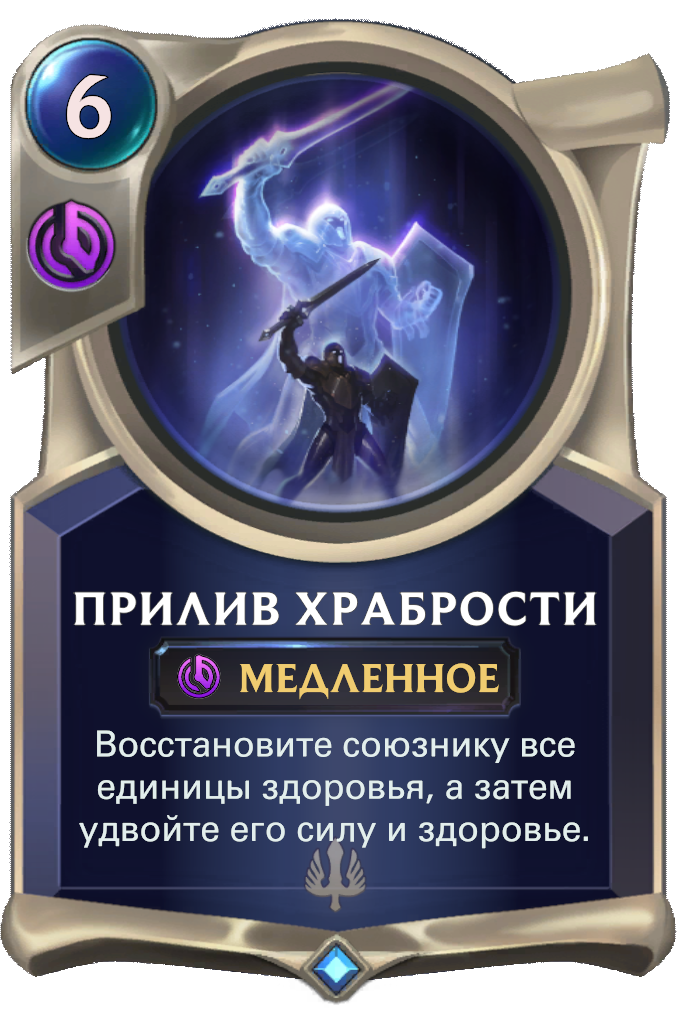 6
ПРИЛИВ ХРАБРОСТИ
МЕДЛЕННОЕ
Восстановите союзнику все
единицы здоровья, а затем
удвойте его силу и здоровье.